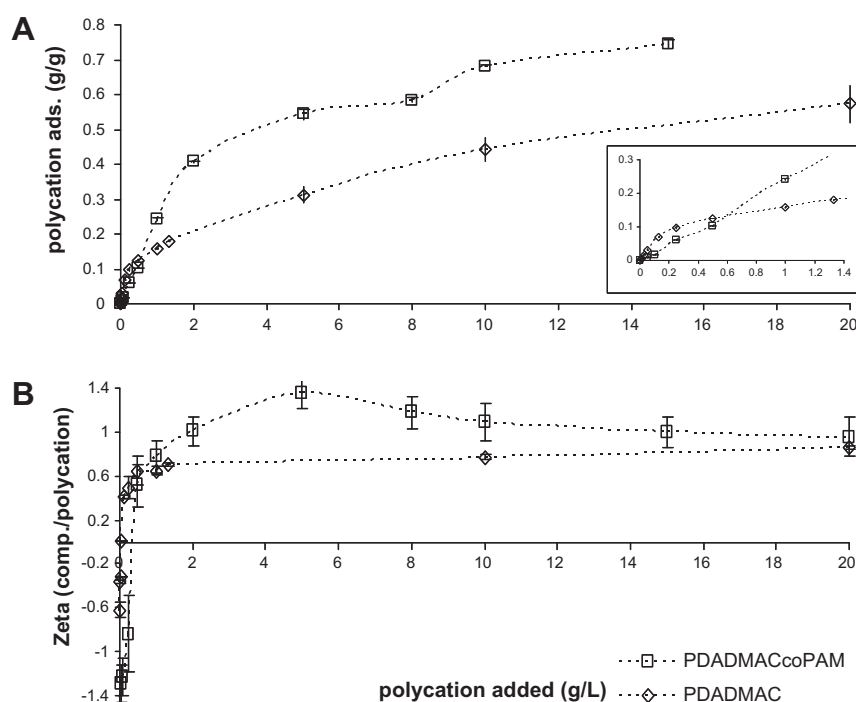 A
polycation ads. (g/g)
0.8
0.7
0.6
0.5
0.4
0.3
0.2
0.1
0
0 2 4 6 8 10 12 14 16 18 20
0.3
0.2
0.1
0
0 0.2 0.4 0.6 0.8 1 1.2 1.4
B
Zeta (comp./polycation)
1.4
1
0.6
0.2
-0.2
-0.6
-1
-1.4
0 2 4 6 8 10 12 14 16 18 20
polycation added (g/L)
PDADMACcoPAM
PDADMAC